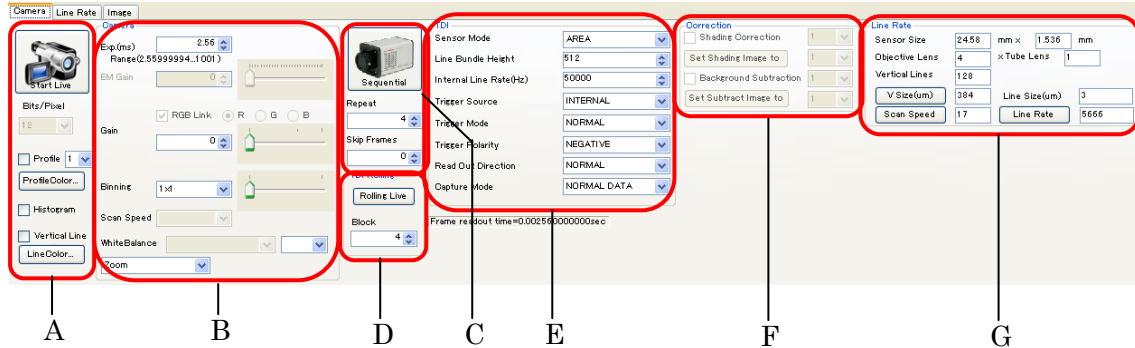 Camera Line Rate Image
Start Live
Bits/Pixel
12
Profile 1
ProfileColor...
Histogram
Vertical Line
LineColor...
Camera
Exp.(ms) 2.56
Range(2.55999994...1001)
EM Gain 0
RGB Link R G B
Gain
0
Binning 1x1
Scan Speed
WhiteBalance
Zoom
Sequential
Repeat
4
Skip Frames
0
TDI Rolling
Rolling Live
Block
4
TDI
Sensor Mode AREA
Line Bundle Height 512
Internal Line Rate(Hz) 50000
Trigger Source INTERNAL
Trigger Mode NORMAL
Trigger Polarity NEGATIVE
Read Out Direction NORMAL
Capture Mode NORMAL DATA
Frame readout time=0.002560000000sec
Correction
Shading Correction 1
Set Shading Image to 1
Background Subtraction 1
Set Subtract Image to 1
Line Rate
Sensor Size 24.58 mm x 1.536 mm
Objective Lens 4 x Tube Lens 1
Vertical Lines 128
V Size(um) 384 Line Size(um) 3
Scan Speed 17 Line Rate 5666
A B D C E F G